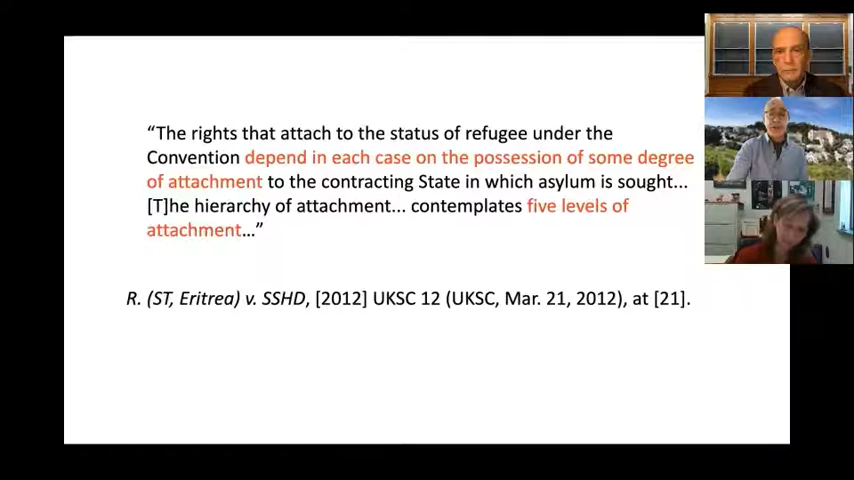 “The rights that attach to the status of refugee under the
Convention depend in each case on the possession of some degree
of attachment to the contracting State in which asylum is sought...
[T]he hierarchy of attachment... contemplates five levels of
attachment…”
R. (ST, Eritrea) v. SSHD, [2012] UKSC 12 (UKSC, Mar. 21, 2012), at [21].